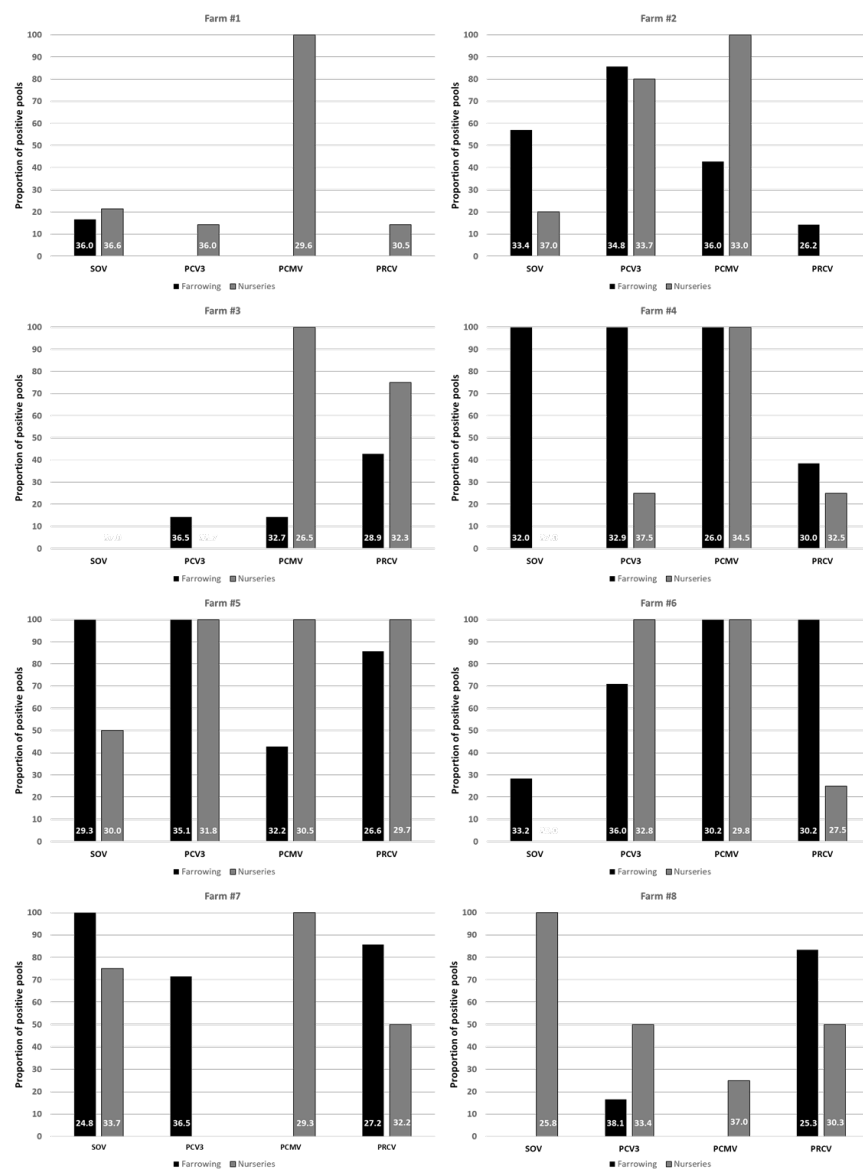 Farm #1
Proportion of positive pools
100
90
80
70
60
50
40
30
20
10
0
36.0 36.6 36.0 29.6 30.5
SOV PCV3 PCMV PRCV
Farrowing Nurseries
Farm #2
Proportion of positive pools
100
90
80
70
60
50
40
30
20
10
0
33.4 37.0 34.8 33.7 36.0 33.0 26.2
SOV PCV3 PCMV PRCV
Farrowing Nurseries
Farm #3
Proportion of positive pools
100
90
80
70
60
50
40
30
20
10
0
36.5 32.7 26.5 28.9 32.3
SOV PCV3 PCMV PRCV
Farrowing Nurseries
Farm #4
Proportion of positive pools
100
90
80
70
60
50
40
30
20
10
0
32.0 32.9 37.5 26.0 34.5 30.0 32.5
SOV PCV3 PCMV PRCV
Farrowing Nurseries
Farm #5
Proportion of positive pools
100
90
80
70
60
50
40
30
20
10
0
29.3 30.0 35.1 31.8 32.2 30.5 26.6 29.7
SOV PCV3 PCMV PRCV
Farrowing Nurseries
Farm #6
Proportion of positive pools
100
90
80
70
60
50
40
30
20
10
0
33.2 36.0 32.8 30.2 29.8 30.2 27.5
SOV PCV3 PCMV PRCV
Farrowing Nurseries
Farm #7
Proportion of positive pools
100
90
80
70
60
50
40
30
20
10
0
24.8 33.7 36.5 29.3 27.2 32.2
SOV PCV3 PCMV PRCV
Farrowing Nurseries
Farm #8
Proportion of positive pools
100
90
80
70
60
50
40
30
20
10
0
25.8 38.1 33.4 37.0 25.3 30.3
SOV PCV3 PCMV PRCV
Farrowing Nurseries